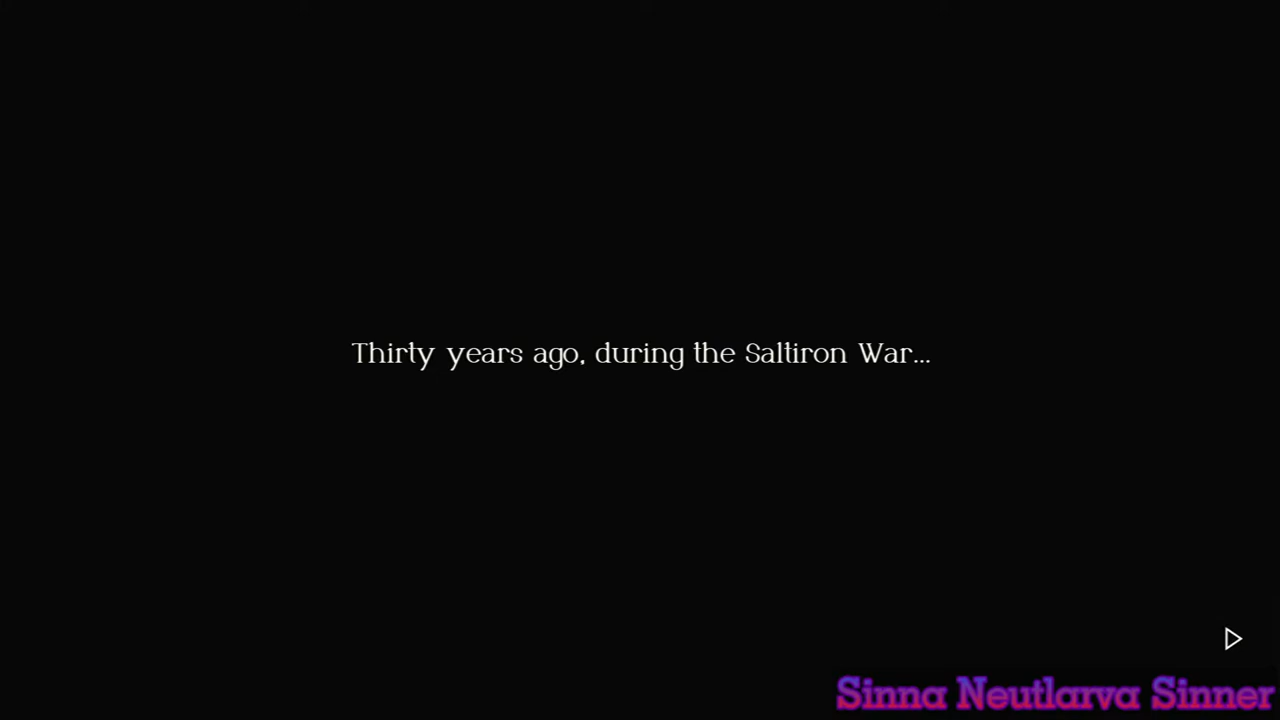 Thirty years ago, during the Saltiron War...
Sinna Neutlarva Sinner